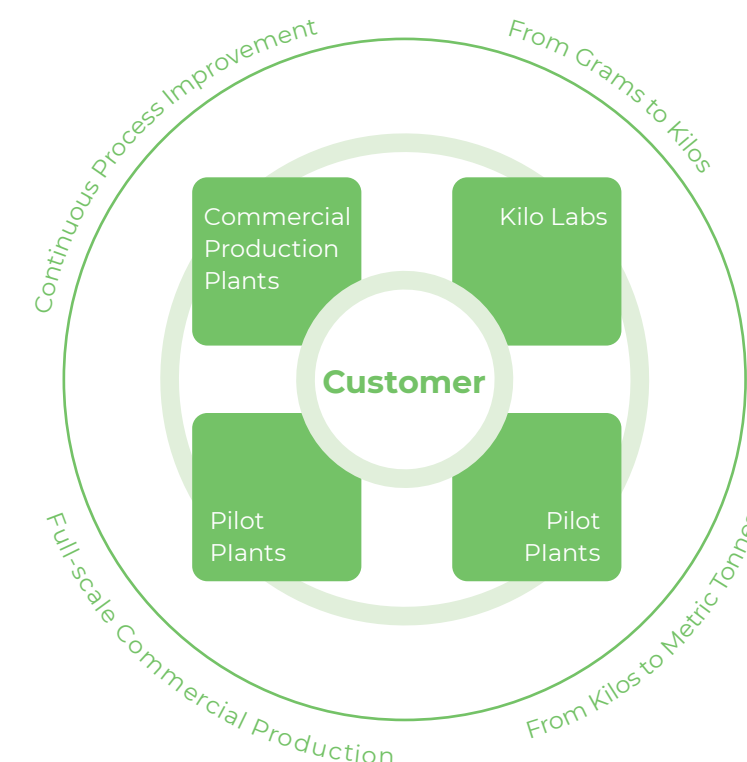 Continuous Process Improvement
From Grams to Kilos
Commercial
Production
Plants
Kilo Labs
Customer
Pilot
Plants
Pilot
Plants
Full-scale Commercial Production
From Kilos to Metric